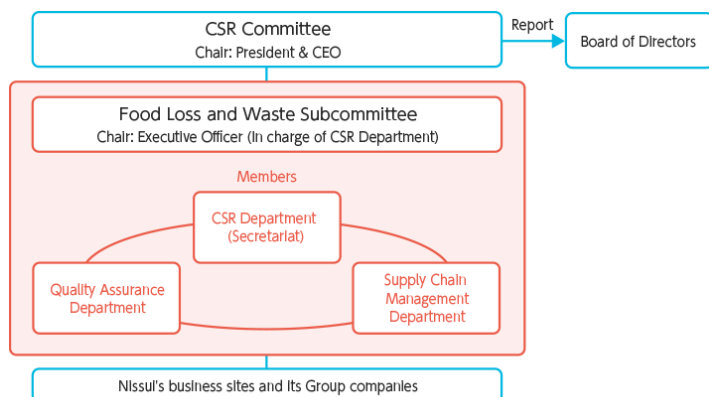 CSR Committee
Chair: President & CEO
Report
Board of Directors
Food Loss and Waste Subcommittee
Chair: Executive Officer (In charge of CSR Department)
Members
CSR Department
(Secretariat)
Quality Assurance
Department
Supply Chain
Management
Department
Nissui's business sites and its Group companies